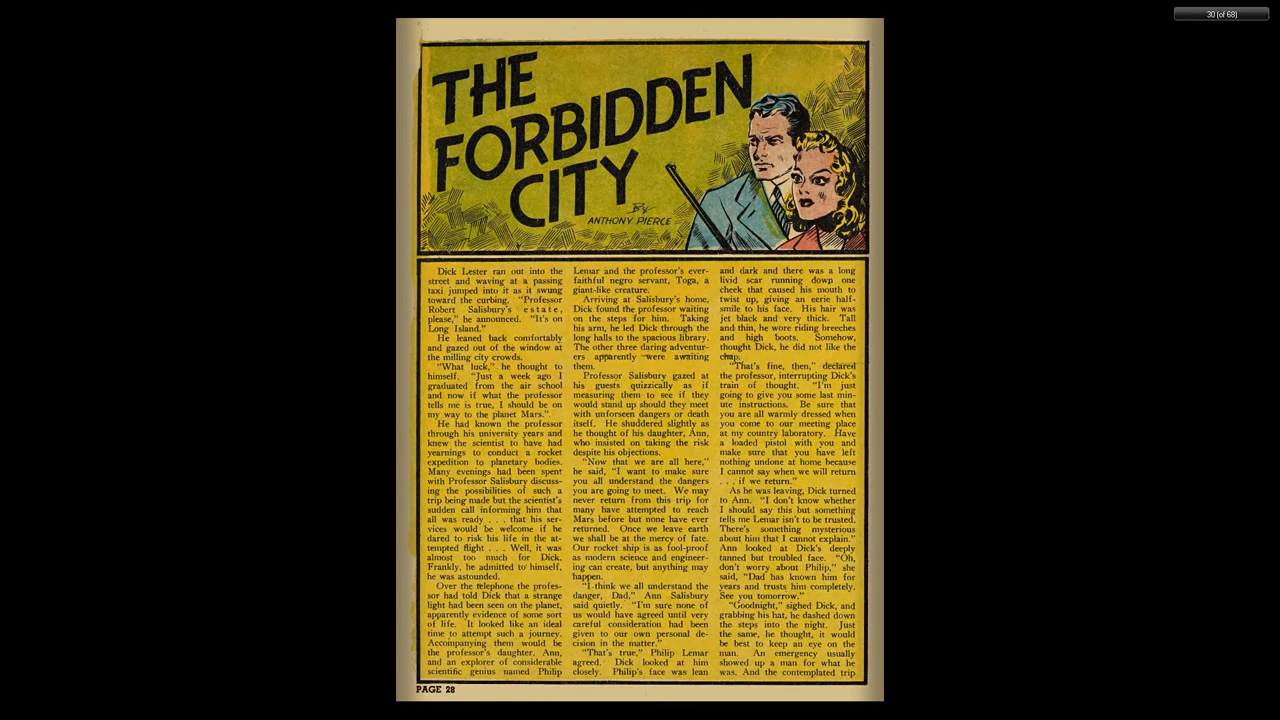 30 (of 68)
THE
FORBIDDEN
CITY
By
ANTHONY PIERCE
Dick Lester ran out into the
street and waving at a passing
taxi jumped into it as it swung
toward the curbing. "Professor
Robert Salisbury's estate,
please," he announced. "It's on
Long Island."
He leaned back comfortably
and gazed out of the window at
the milling city crowds.
"What luck," he thought to
himself. "Just a week ago I
graduated from the air school
and now if what the professor
tells me is true, I should be on
my way to the planet Mars."
He had known the professor
through his university years and
knew the scientist to have had
yearnings to conduct a rocket
expedition to planetary bodies.
Many evenings had been spent
with Professor Salisbury discuss-
ing the possibilities of such a
trip being made but the scientist's
sudden call informing him that
all was ready . . . that his ser-
vices would be welcome if he
dared to risk his life in the at-
tempted flight . . . Well, it was
almost too much for Dick.
Frankly, he admitted to himself,
he was astounded.
Over the telephone the profes-
sor had told Dick that a strange
light had been seen on the planet,
apparently evidence of some sort
of life. It looked like an ideal
time to attempt such a journey.
Accompanying them would be
the professor's daughter, Ann,
and an explorer of considerable
scientific genius named Philip
Lemar and the professor's ever-
faithful negro servant, Toga, a
giant-like creature.
Arriving at Salisbury's home,
Dick found the professor waiting
on the steps for him. Taking
his arm, he led Dick through the
long halls to the spacious library.
The other three daring adventur-
ers apparently were awaiting
them.
Professor Salisbury gazed at
his guests quizzically as if
measuring them to see if they
would stand up should they meet
with unforseen dangers or death
itself. He shuddered slightly as
he thought of his daughter, Ann,
who insisted on taking the risk
despite his objections.
"Now that we are all here,"
he said, "I want to make sure
you all understand the dangers
you are going to meet. We may
never return from this trip for
many have attempted to reach
Mars before but none have ever
returned. Once we leave earth
we shall be at the mercy of fate.
Our rocket ship is as fool-proof
as modern science and engineer-
ing can create, but anything may
happen.
"I think we all understand the
danger, Dad," Ann Salisbury
said quietly. "I'm sure none of
us would have agreed until very
careful consideration had been
given to our own personal de-
cision in the matter."
"That's true," Philip Lemar
agreed. Dick looked at him
closely. Philip's face was lean
and dark and there was a long
livid scar running down one
cheek that caused his mouth to
twist up, giving an eerie half-
smile to his face. His hair was
jet black and very thick. Tall
and thin, he wore riding breeches
and high boots. Somehow,
thought Dick, he did not like the
chap.
"That's fine, then," declared
the professor, interrupting Dick's
train of thought. "I'm just
going to give you some last min-
ute instructions. Be sure that
you are all warmly dressed when
you come to our meeting place
at my country laboratory. Have
a loaded pistol with you and
make sure that you have left
nothing undone at home because
I cannot say when we will return
. . . if we return."
As he was leaving, Dick turned
to Ann. "I don't know whether
I should say this but something
tells me Lemar isn't to be trusted.
There's something mysterious
about him that I cannot explain."
Ann looked at Dick's deeply
tanned but troubled face. "Oh,
don't worry about Philip," she
said, "Dad has known him for
years and trusts him completely.
See you tomorrow."
"Goodnight," sighed Dick, and
grabbing his hat, he dashed down
the steps into the night. Just
the same, he thought, it would
be best to keep an eye on the
man. An emergency usually
showed up a man for what he
was. And the contemplated trip
PAGE 28